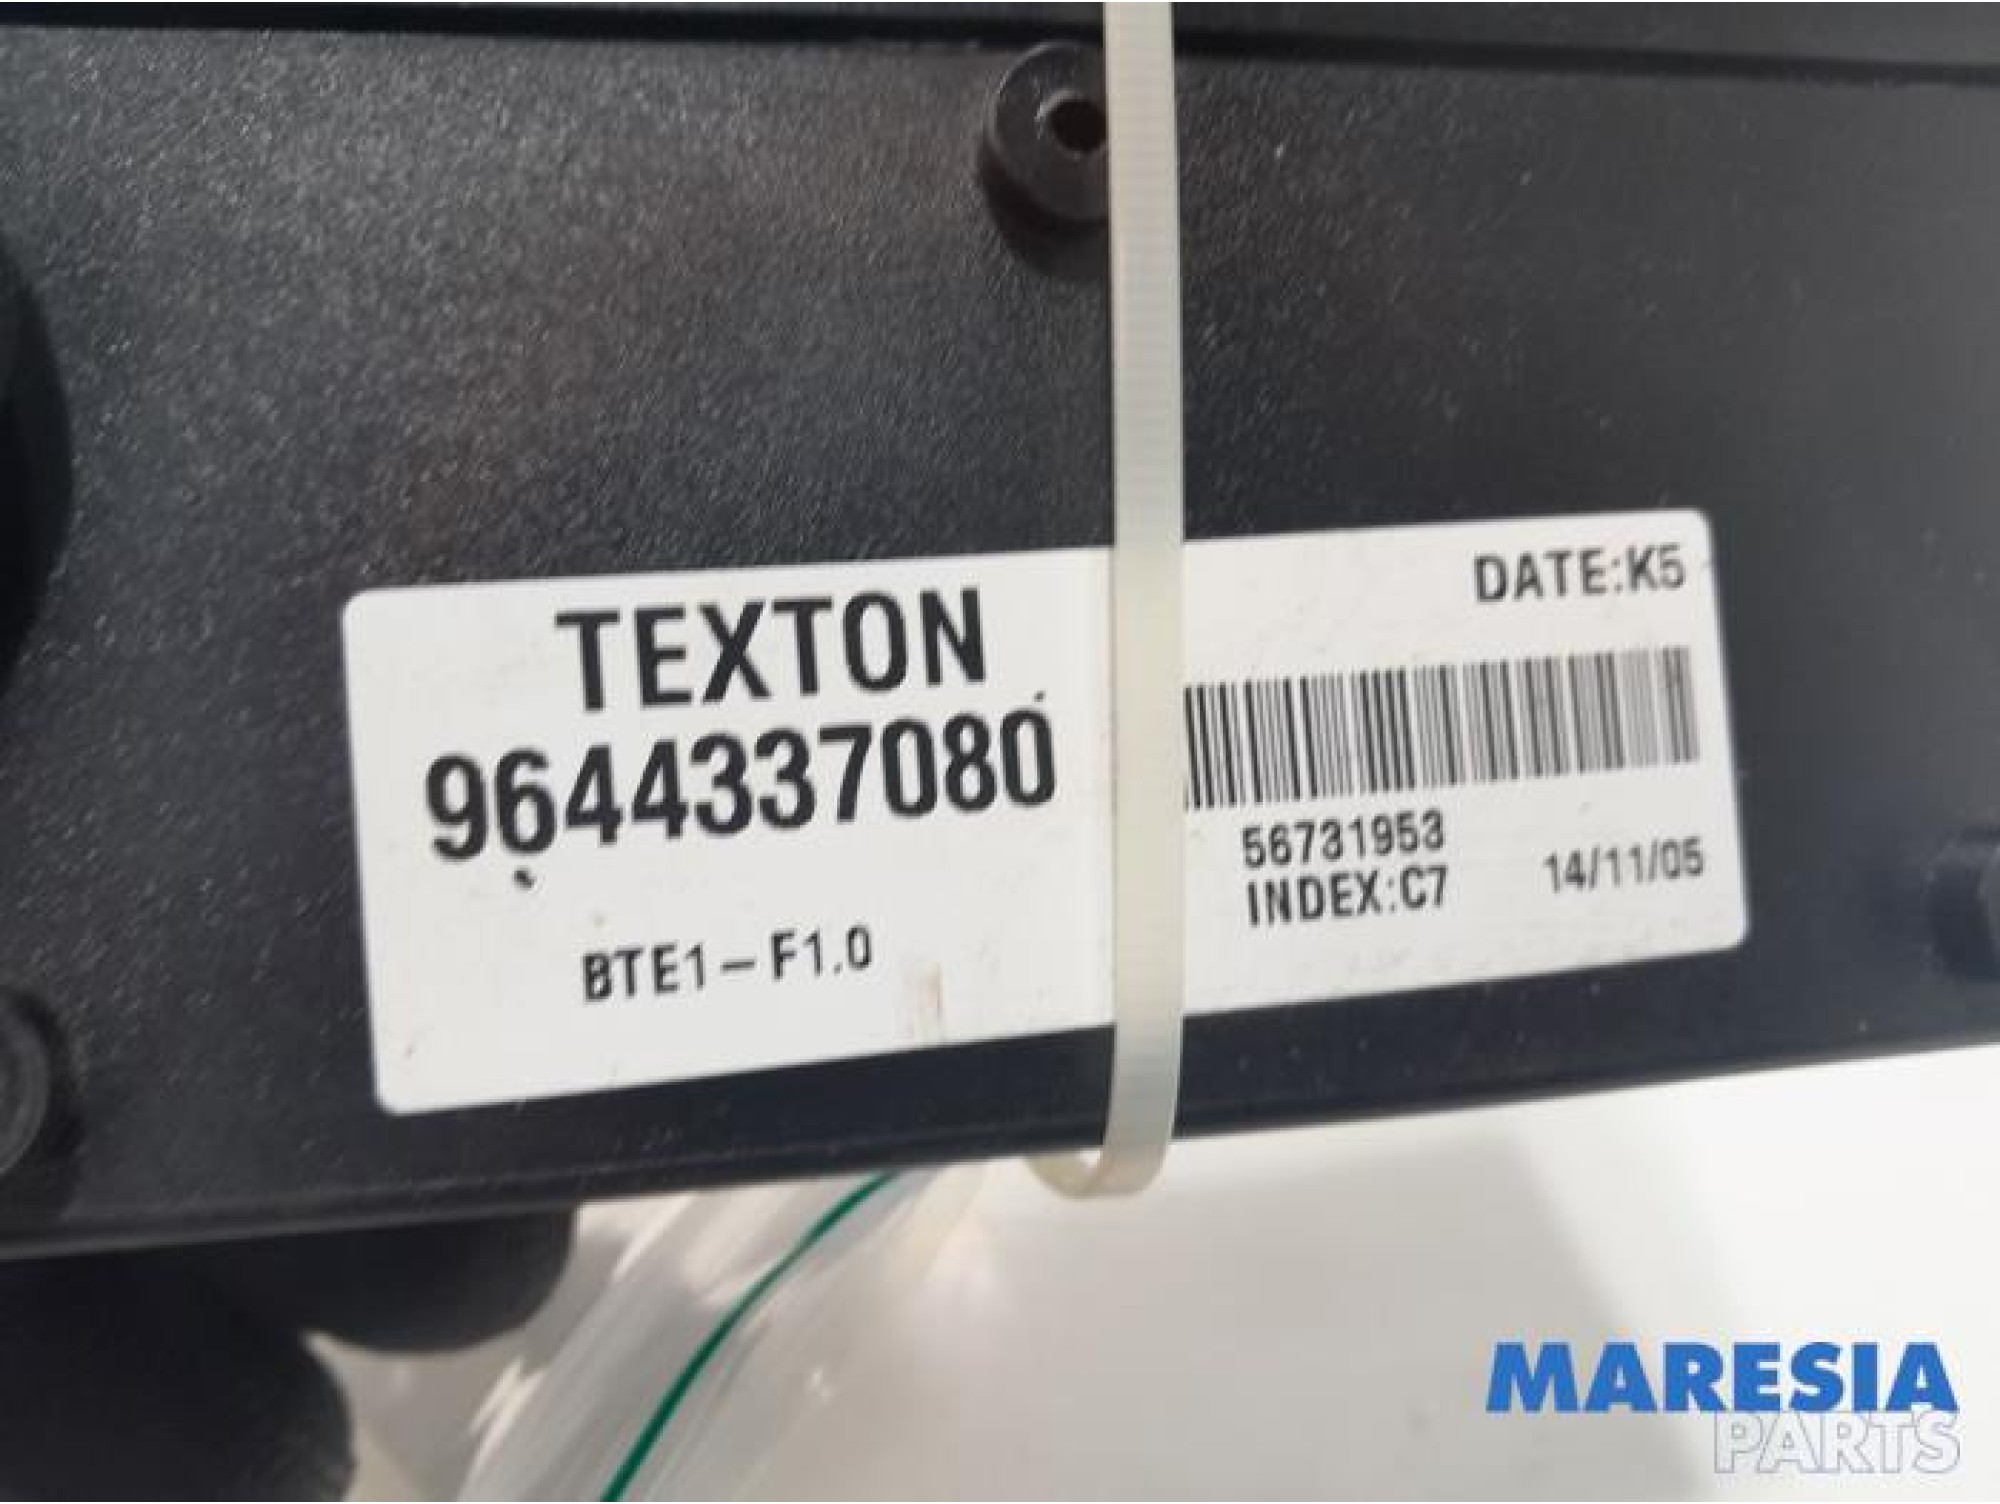 TEXTON
9644337080
BTE1-F1.0
DATE:K5
56731953
INDEX:C7
14/11/05
MARESIA
PARTS